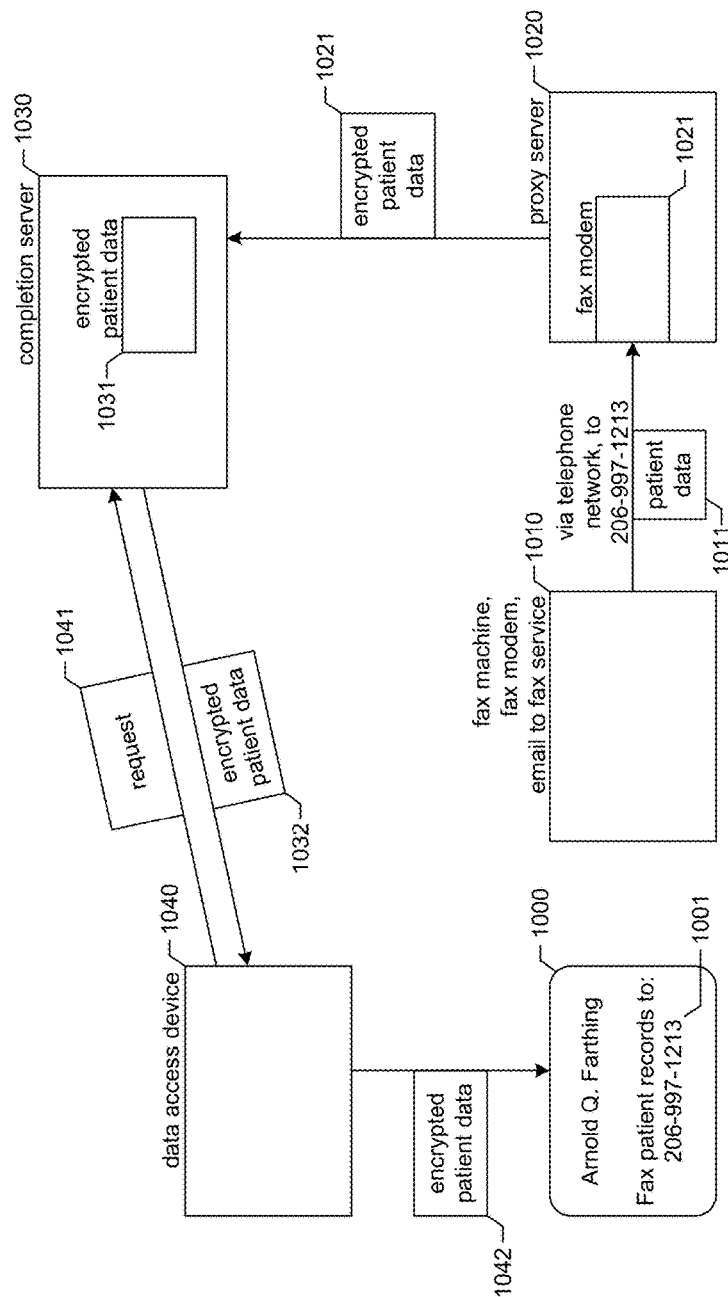 data access device
1040
request
1041
encrypted
patient data
1032
completion server
1030
encrypted
patient data
1031
encrypted
patient data
1042
encrypted
patient
data
1021
Arnold Q. Farthing
Fax patient records to:
206-997-1213
1000
1001
fax machine,
fax modem,
email to fax service
1010
via telephone
network, to
206-997-1213
patient
data
1011
proxy server
1020
fax modem
1021